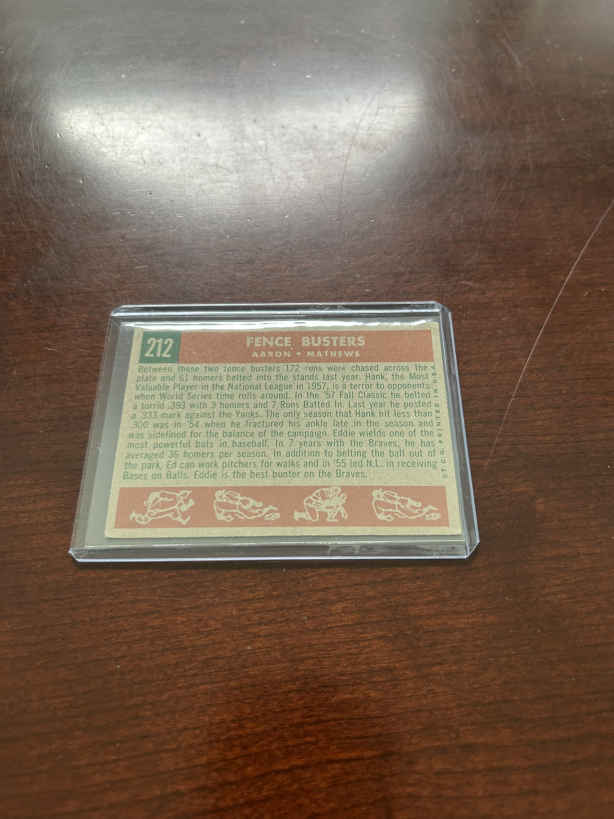 212
FENCE BUSTERS
AARON • MATHEWS
Between these two fence busters 172 runs were chased across the
plate and 61 homers belted into the stands last year. Hank, the Most
Valuable Player in the National League in 1957, is a terror to opponents
when World Series time rolls around. In the '57 Fall Classic he belted
a torrid .393 with 3 homers and 7 Runs Batted In. Last year he posted
a .333 mark against the Yanks. The only season that Hank hit less than
.300 was in '54 when he fractured his ankle late in the season and
was sidelined for the balance of the campaign. Eddie wields one of the
most powerful bats in baseball. In 7 years with the Braves, he has
averaged 36 homers per season. In addition to belting the ball out of
the park, Ed can work pitchers for walks and in '55 led N.L. in receiving
Bases on Balls. Eddie is the best bunter on the Braves.
PRINTED IN